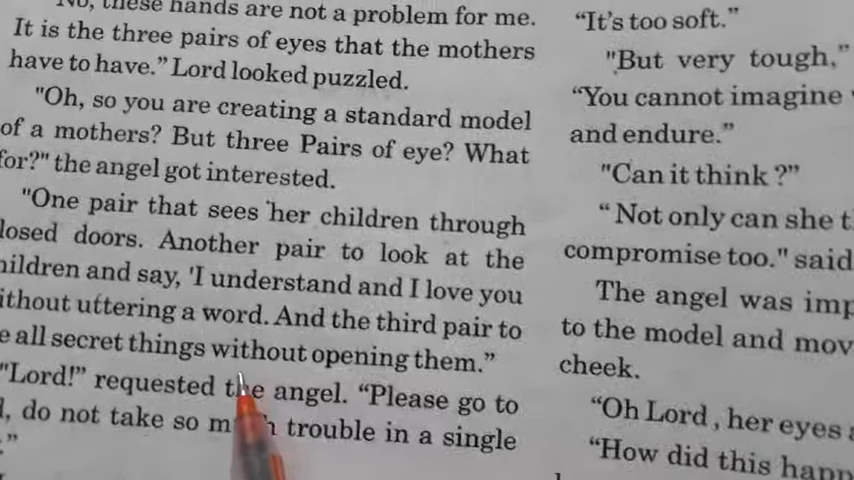 No, these hands are not a problem for me.
It is the three pairs of eyes that the mothers
have to have.” Lord looked puzzled.
"Oh, so you are creating a standard model
of a mothers? But three Pairs of eye? What
for?" the angel got interested.
"One pair that sees her children through
losed doors. Another pair to look at the
hildren and say, 'I understand and I love you
ithout uttering a word. And the third pair to
e all secret things without opening them.”
"Lord!” requested the angel. “Please go to
do not take so trouble in a single
.”
“It’s too soft.”
"But very tough,”
“You cannot imagine
and endure.”
"Can it think ?”
“ Not only can she t
compromise too." said
The angel was imp
to the model and mov
cheek.
“Oh Lord , her eyes
“How did this happ